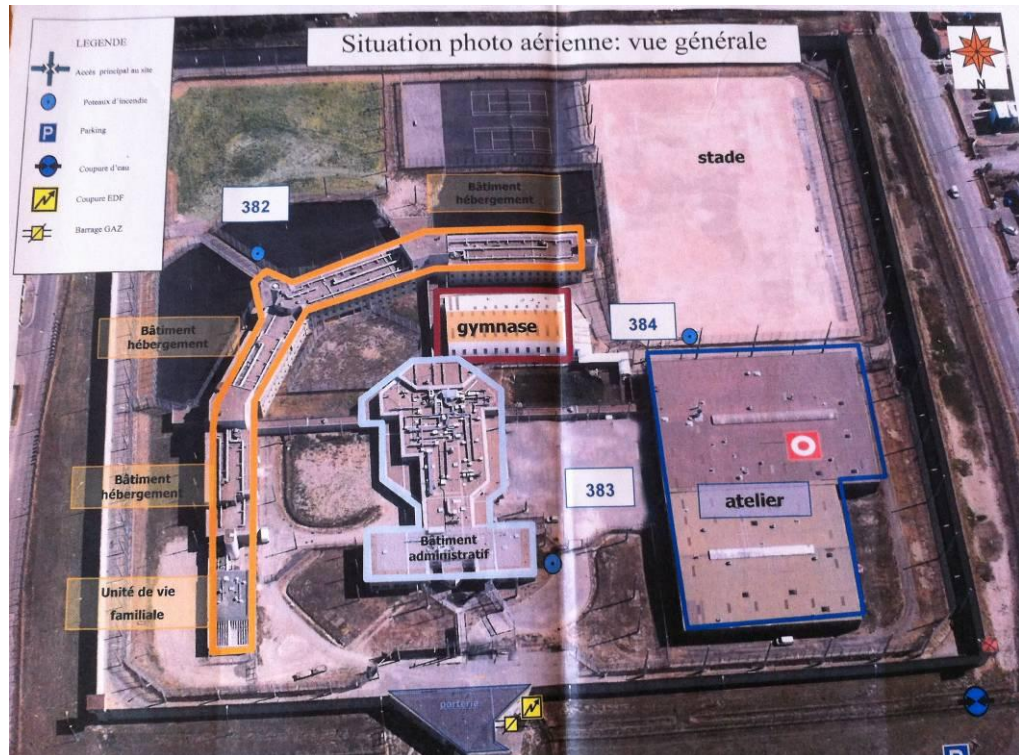 Situation photo aérienne: vue générale
LEGENDE
Accès principal au site
Poteaux d'incendie
P
Parking
Coupure d'eau
Coupure EDF
Barrage GAZ
N
stade
Bâtiment
hébergement
382
Bâtiment
hébergement
gymnase
384
Bâtiment
hébergement
383
atelier
Bâtiment
administratif
Unité de vie
familiale
porterie
P